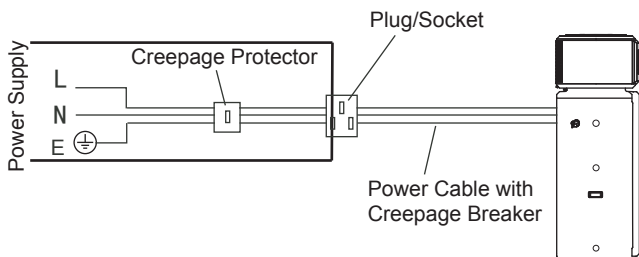 Plug/Socket
Creepage Protector
Power Supply
L
N
E
Power Cable with
Creepage Breaker